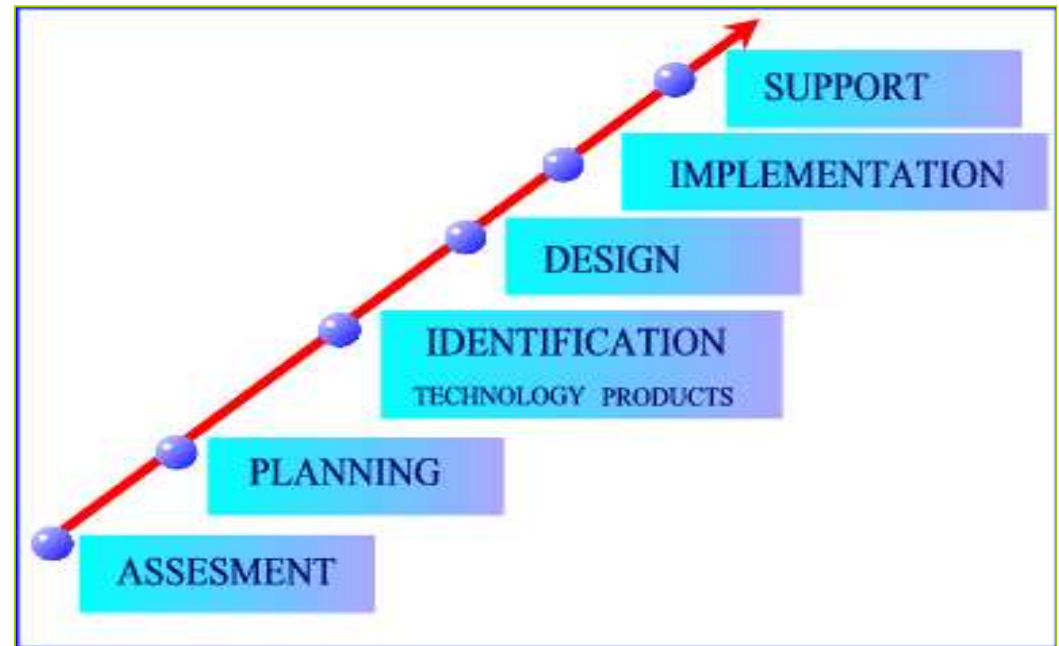 SUPPORT
IMPLEMENTATION
DESIGN
IDENTIFICATION
TECHNOLOGY PRODUCTS
PLANNING
ASSESMENT